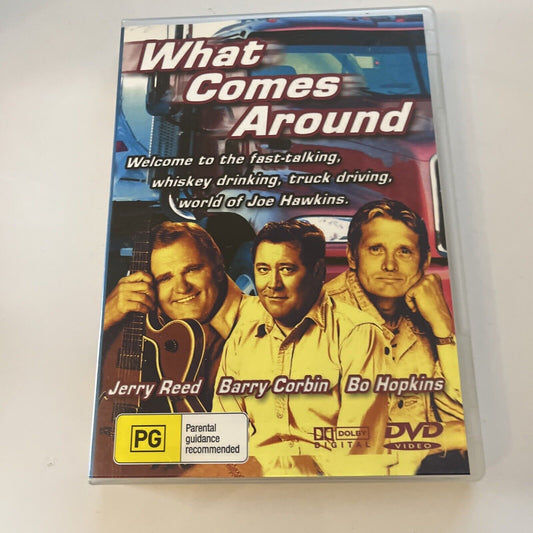 What
Comes
Around
Welcome to the fast-talking,
whiskey drinking, truck driving,
world of Joe Hawkins.
Jerry Reed Barry Corbin Bo Hopkins
PG
Parental
guidance
recommended
DOLBY
DIGITAL
DVD
VIDEO